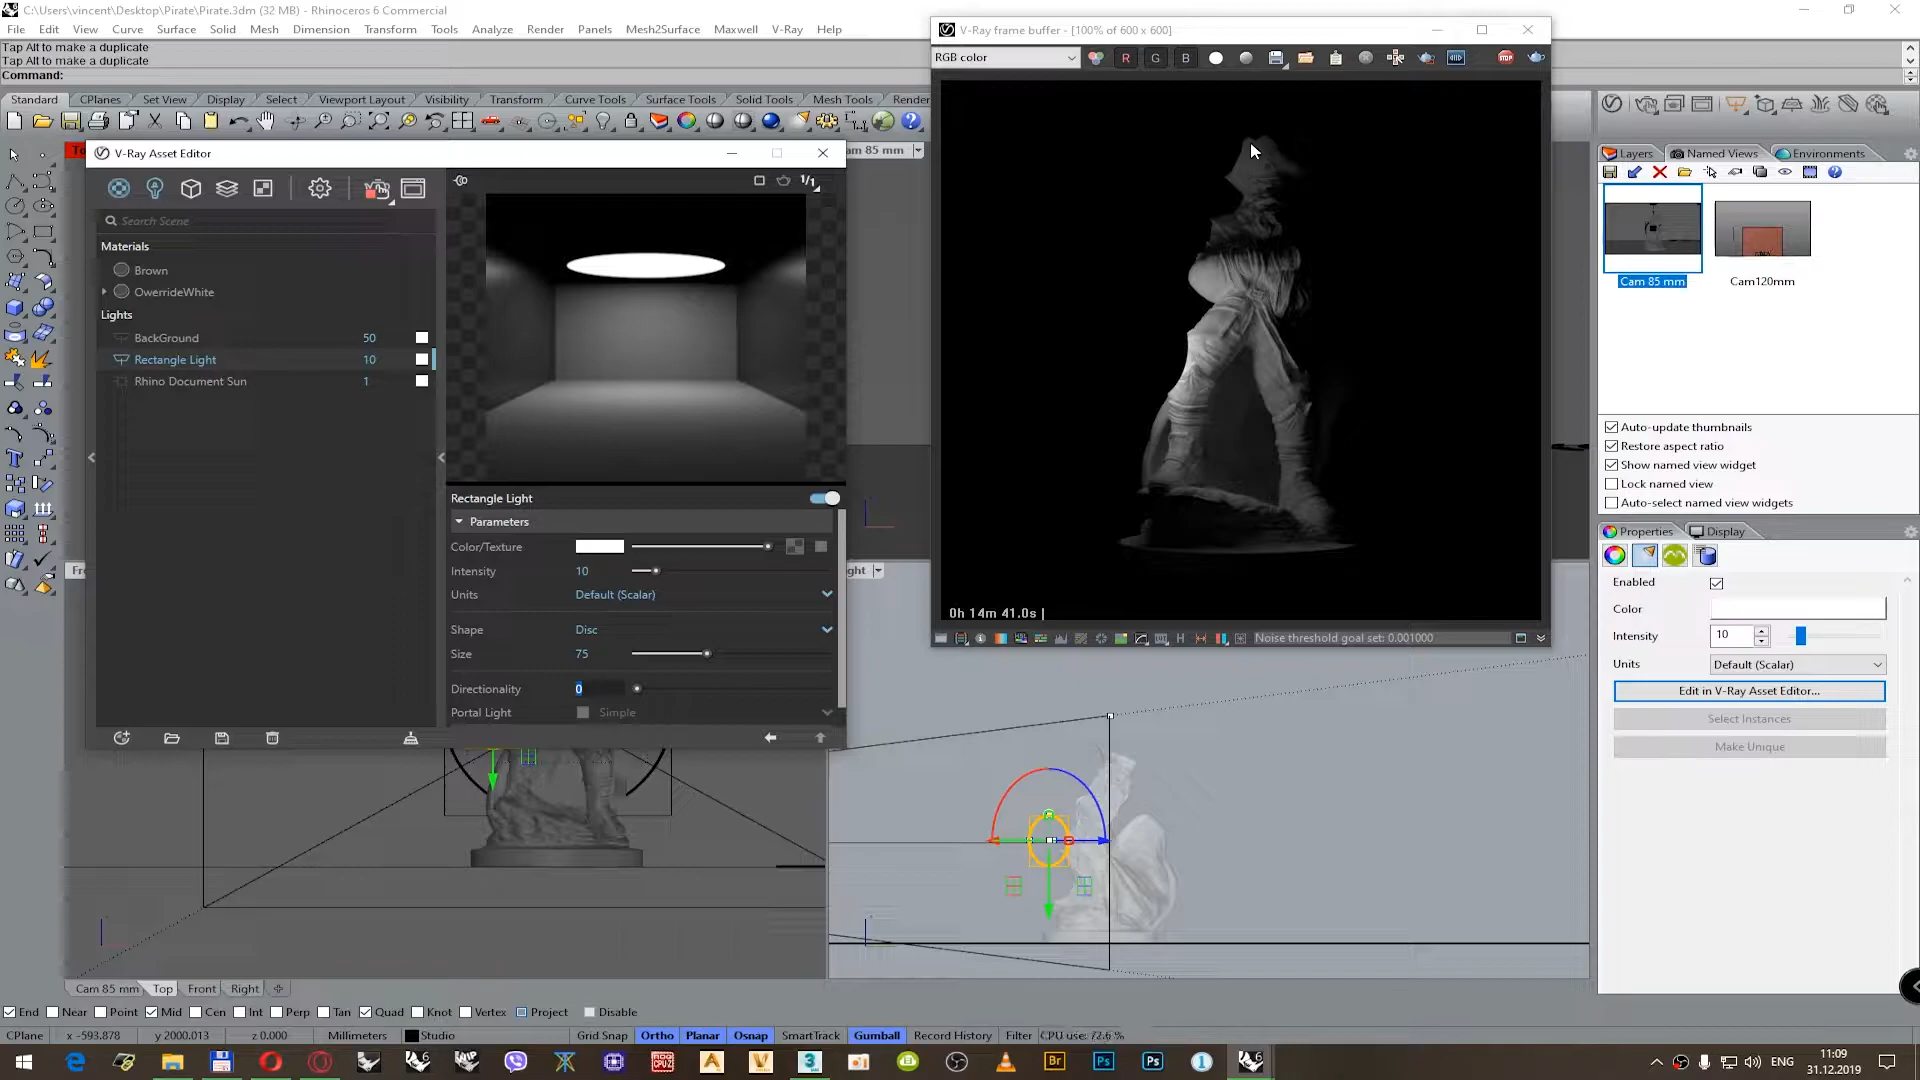 C:\Users\vincent\Desktop\Pirate\Pirate.3dm (32 MB) - Rhinoceros 6 Commercial
File Edit View Curve Surface Solid Mesh Dimension Transform Tools Analyze Render Panels Mesh2Surface Maxwell V-Ray Help
Tap Alt to make a duplicate
Tap Alt to make a duplicate
Command:
Standard CPlanes Set View Display Select Viewport Layout Visibility Transform Curve Tools Surface Tools Solid Tools Mesh Tools Render
V-Ray frame buffer - [100% of 600 x 600]
RGB color
R G B
STOP
am 85 mm
V-Ray Asset Editor
1/1
Search Scene
Materials
Brown
OwerrideWhite
Lights
BackGround 50
Rectangle Light 10
Rhino Document Sun 1
Rectangle Light
Parameters
Color/Texture
Intensity 10
Units Default (Scalar)
Shape Disc
Size 75
Directionality 0
Portal Light Simple
0h 14m 41.0s |
H
Noise threshold goal set: 0.001000
Layers Named Views Environments
Cam 85 mm Cam120mm
Auto-update thumbnails
Restore aspect ratio
Show named view widget
Lock named view
Auto-select named view widgets
Properties Display
Enabled
Color
Intensity 10
Units Default (Scalar)
Edit in V-Ray Asset Editor...
Select Instances
Make Unique
Fr
ght
Cam 85 mm Top Front Right
End Near Point Mid Cen Int Perp Tan Quad Knot Vertex Project Disable
CPlane x -593.878 y 2000.013 z 0.000 Millimeters Studio Grid Snap Ortho Planar Osnap SmartTrack Gumball Record History Filter CPU use: 72.6 %
ENG
11:09
31.12.2019